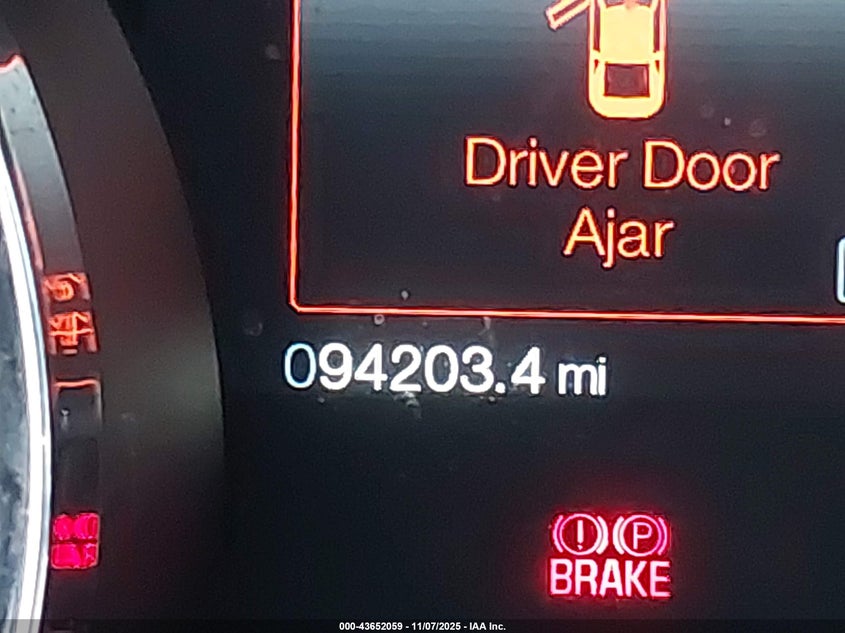 Driver Door
Ajar
094203.4 mi
(!) (P)
BRAKE
000-43652059 - 11/07/2025 - IAA Inc.